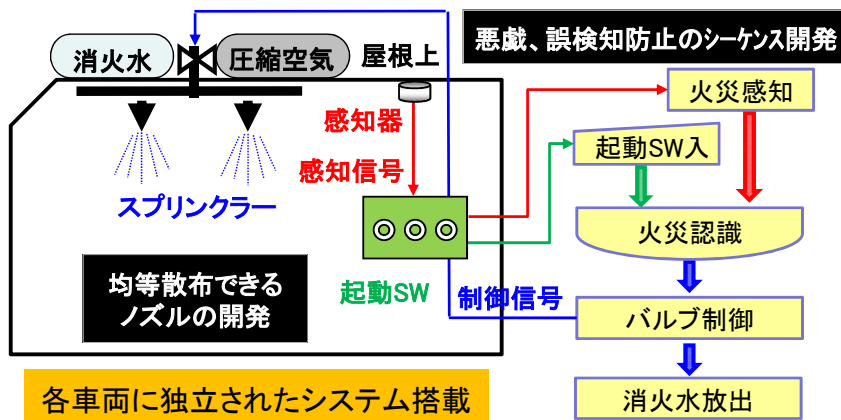 消火水
圧縮空気
屋根上
悪戯、誤検知防止のシーケンス開発
感知器
感知信号
火災感知
起動SW入
スプリンクラー
火災認識
均等散布できる
ノズルの開発
起動SW
制御信号
バルブ制御
各車両に独立されたシステム搭載
消火水放出